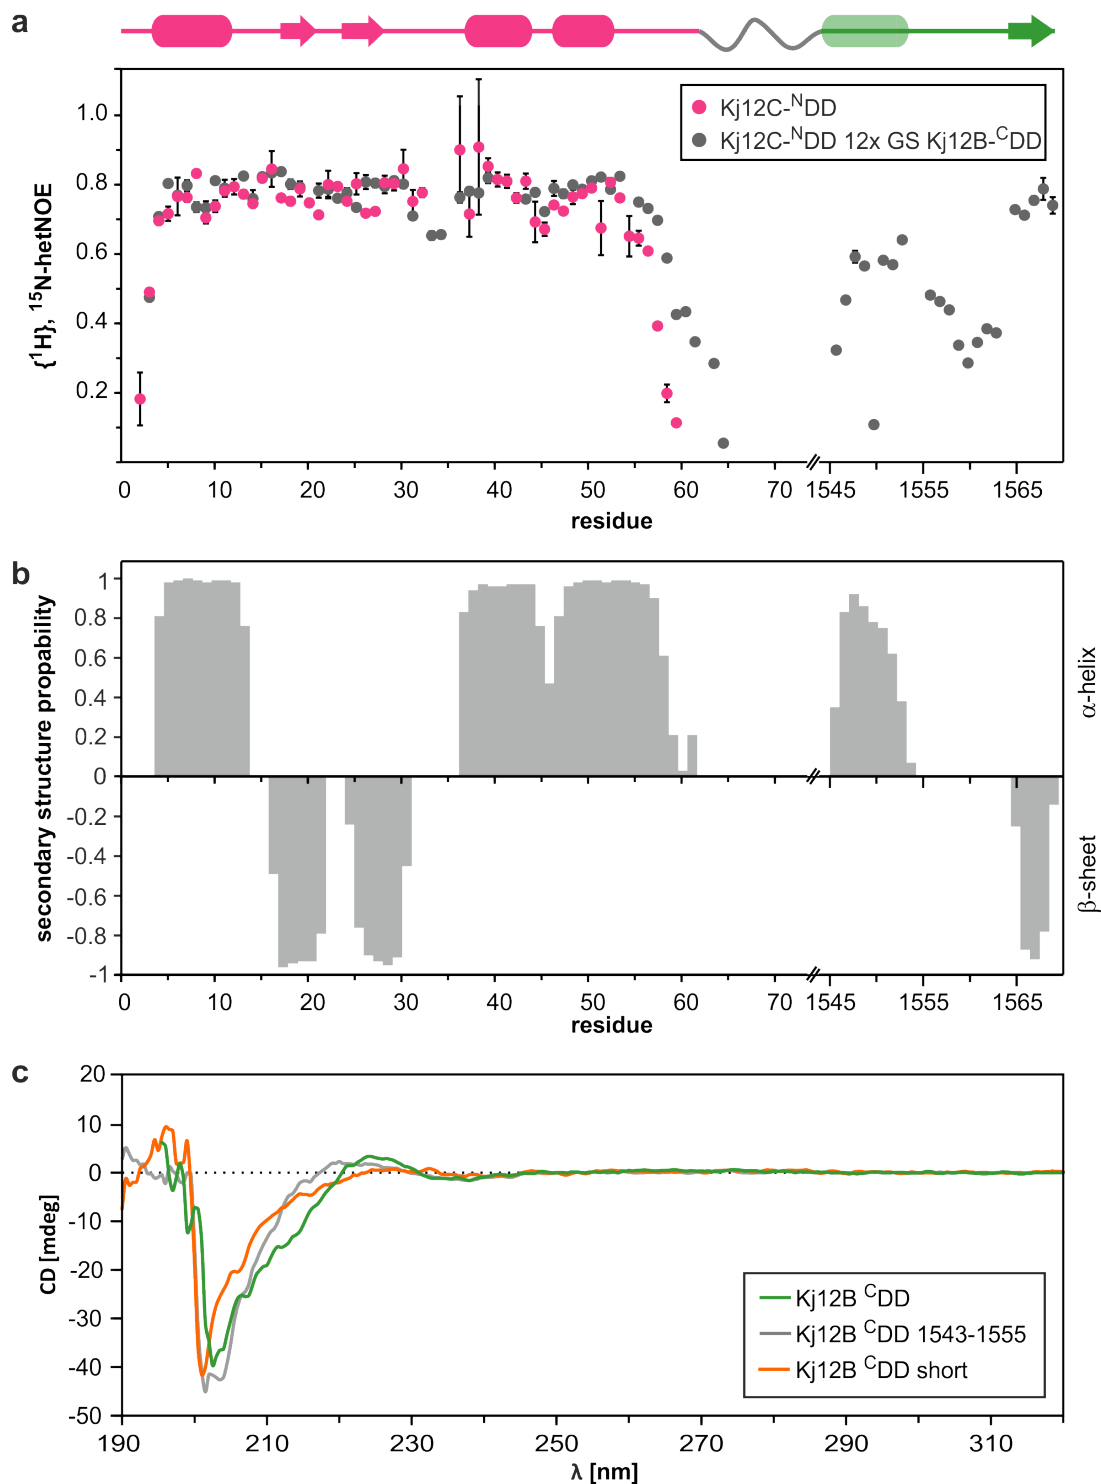 a
{¹H}, ¹⁵N-hetNOE
1.0
0.8
0.6
0.4
0.2
Kj12C-ᴺDD
Kj12C-ᴺDD 12x GS Kj12B-ᶜDD
0 10 20 30 40 50 60 70 1545 1555 1565
residue
b
secondary structure propability
1
0.8
0.6
0.4
0.2
0
-0.2
-0.4
-0.6
-0.8
-1
α-helix
β-sheet
0 10 20 30 40 50 60 70 1545 1555 1565
residue
c
CD [mdeg]
20
10
0
-10
-20
-30
-40
-50
Kj12B ᶜDD
Kj12B ᶜDD 1543-1555
Kj12B ᶜDD short
190 210 230 250 270 290 310
λ [nm]